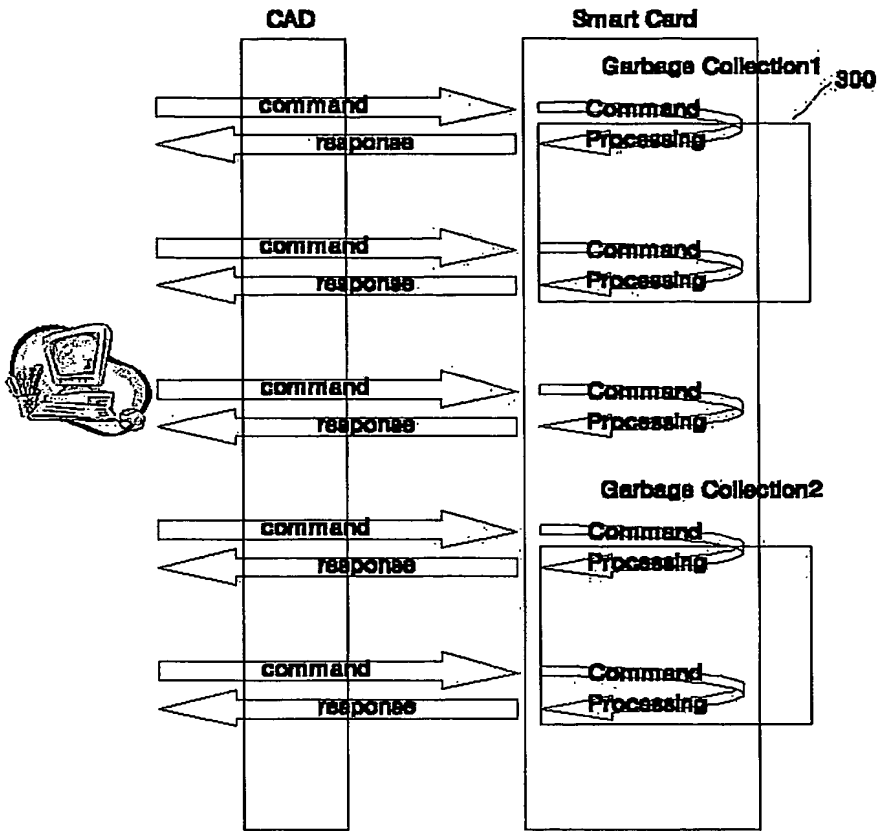 CAD Smart Card
Garbage Collection1
300
command Command
response Processing
command Command
response Processing
command Command
response Processing
Garbage Collection2
command Command
response Processing
command Command
response Processing